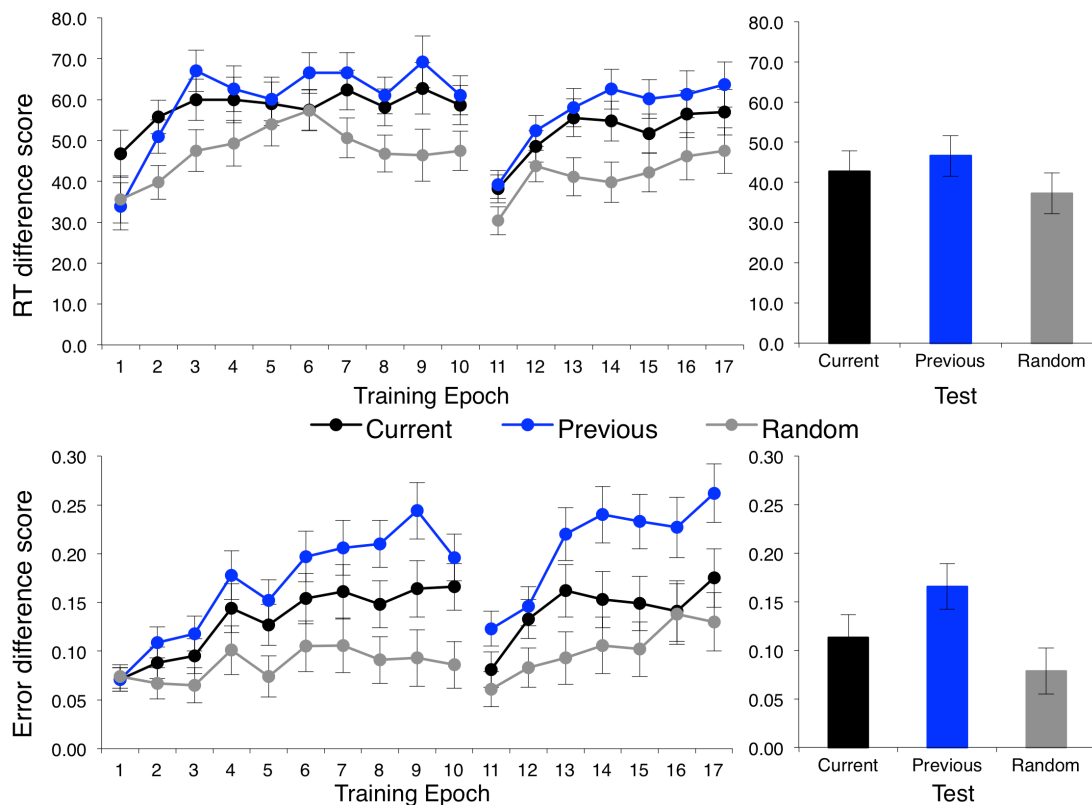 RT difference score
80.0
70.0
60.0
50.0
40.0
30.0
20.0
10.0
0.0
1 2 3 4 5 6 7 8 9 10 11 12 13 14 15 16 17
Training Epoch
80.0
70.0
60.0
50.0
40.0
30.0
20.0
10.0
0.0
Current Previous Random
Test
Current Previous Random
Error difference score
0.30
0.25
0.20
0.15
0.10
0.05
0.00
1 2 3 4 5 6 7 8 9 10 11 12 13 14 15 16 17
Training Epoch
0.30
0.25
0.20
0.15
0.10
0.05
0.00
Current Previous Random
Test